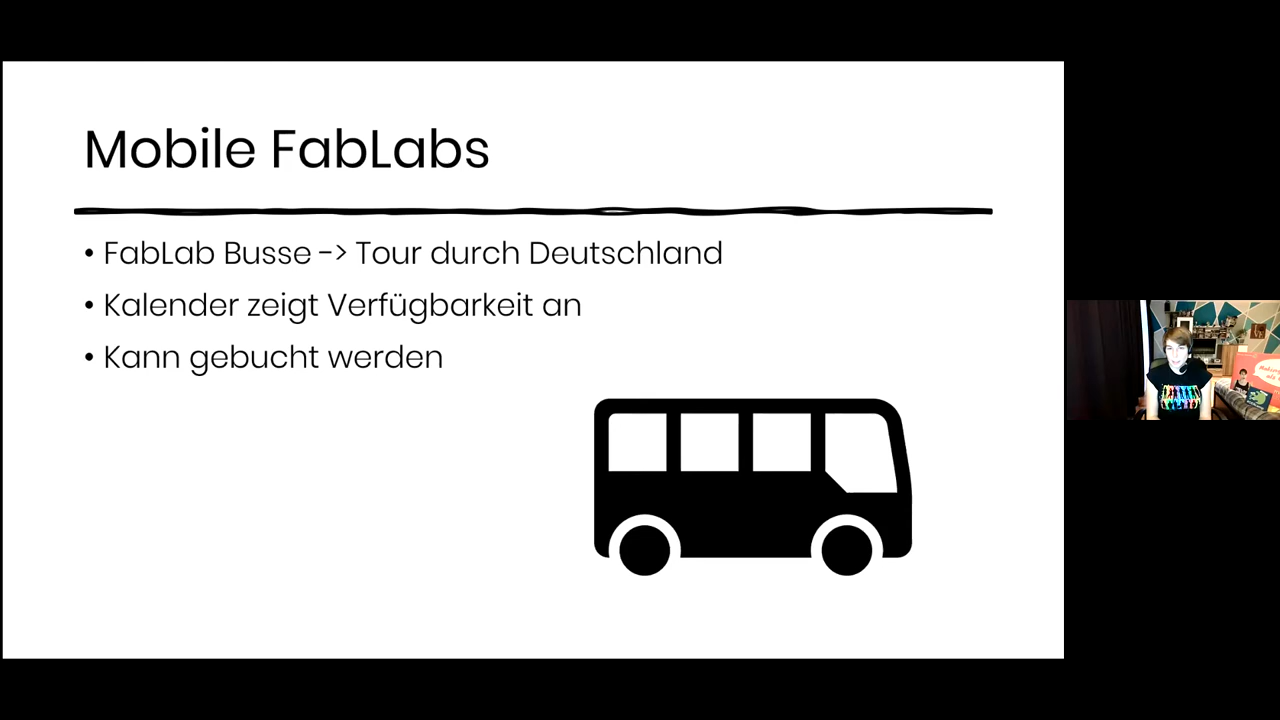 Mobile FabLabs
• FabLab Busse -> Tour durch Deutschland
• Kalender zeigt Verfügbarkeit an
• Kann gebucht werden